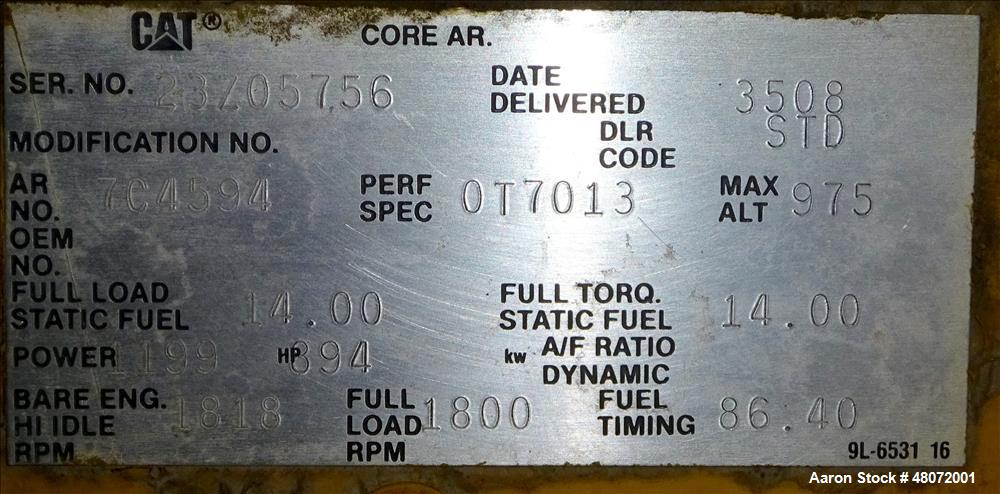 CAT® CORE AR.
SER. NO. 23Z05756 DATE DELIVERED 3508
DLR CODE STD
MODIFICATION NO.
AR NO. 7C4594 PERF SPEC 0T7013 MAX ALT 975
OEM NO.
FULL LOAD STATIC FUEL 14.00 FULL TORQ. STATIC FUEL 14.00
POWER 1199 HP 894 kw A/F RATIO DYNAMIC
BARE ENG. HI IDLE RPM 1818 FULL LOAD RPM 1800 FUEL TIMING 86.40
9L-6531 16
Aaron Stock # 48072001